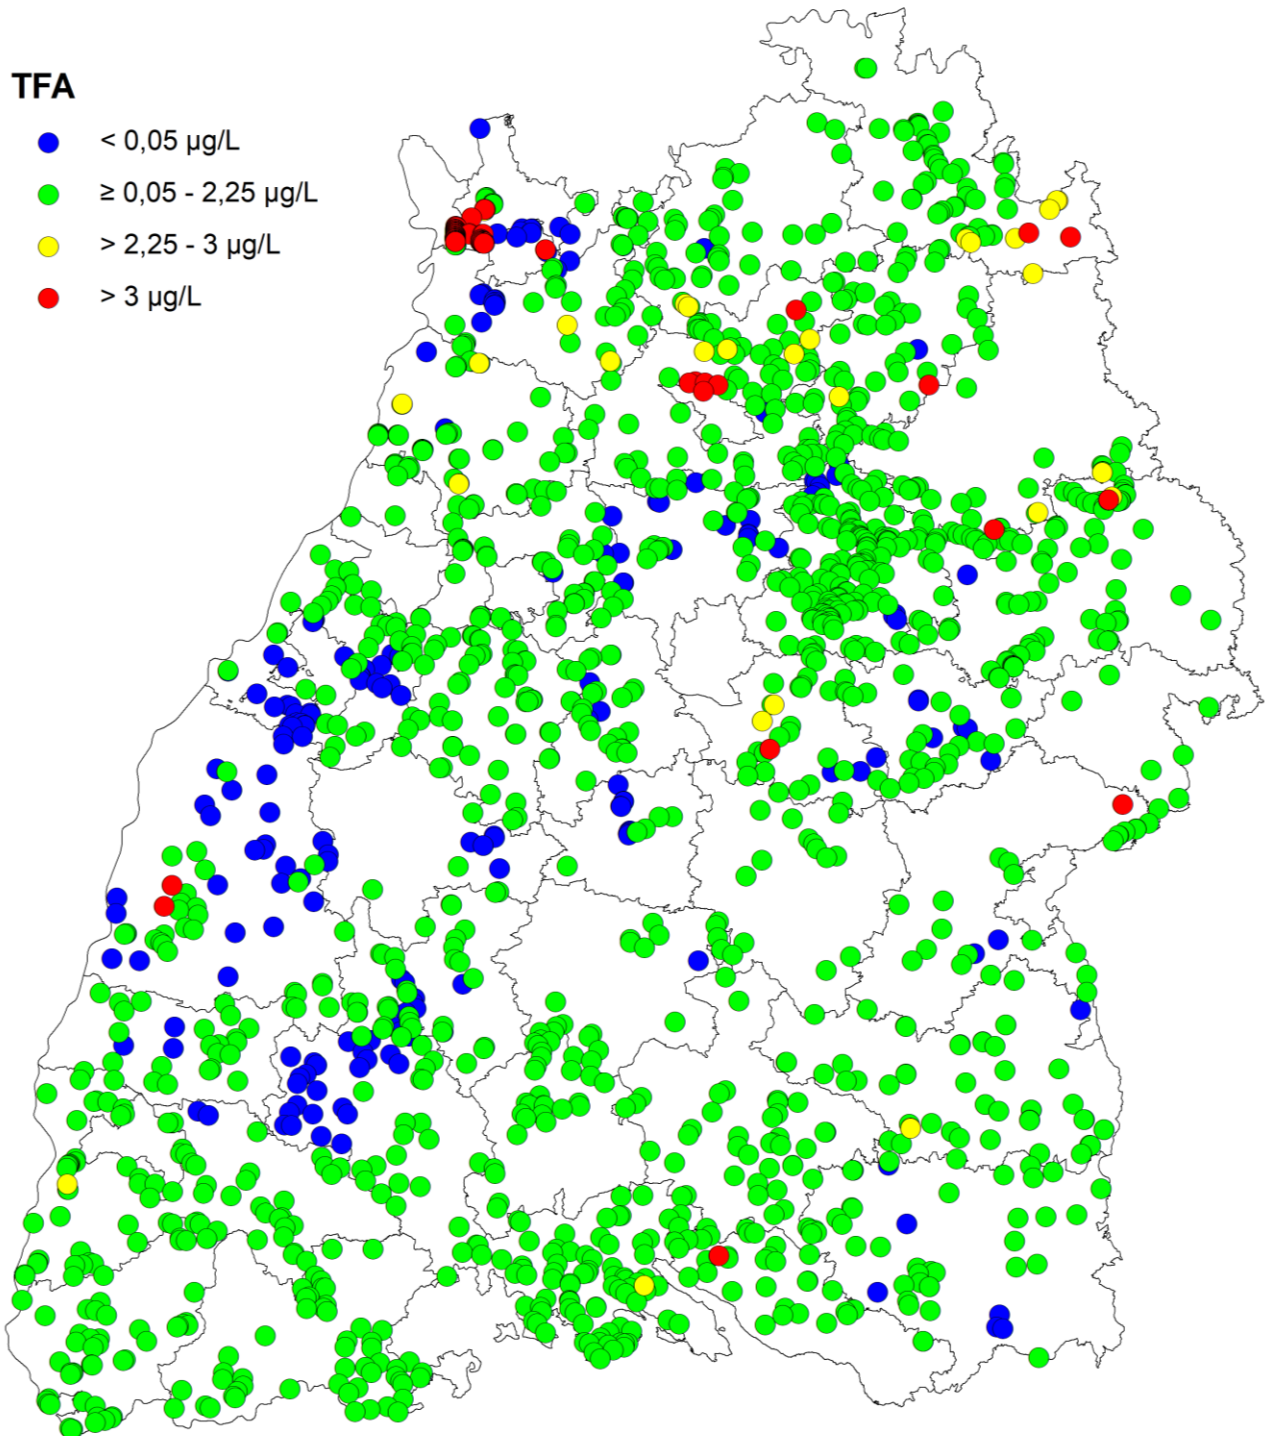 TFA
< 0,05 µg/L
≥ 0,05 - 2,25 µg/L
> 2,25 - 3 µg/L
> 3 µg/L